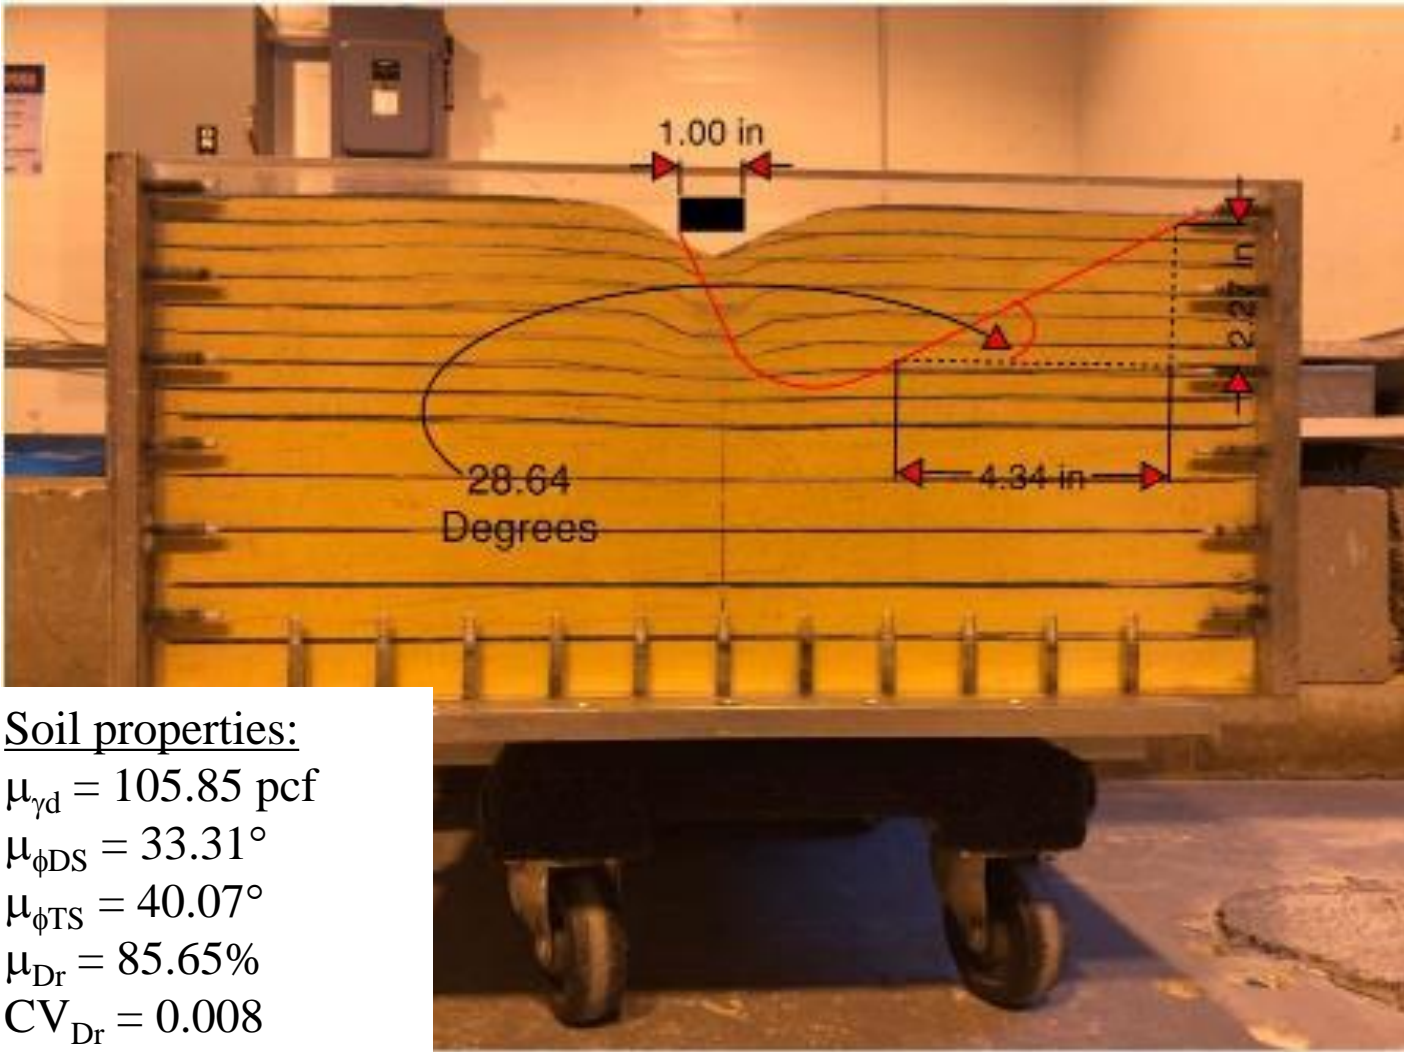 1.00 in
2.27 in
4.34 in
28.64
Degrees
Soil properties:
μγd = 105.85 pcf
μϕDS = 33.31°
μϕTS = 40.07°
μDr = 85.65%
CVDr = 0.008